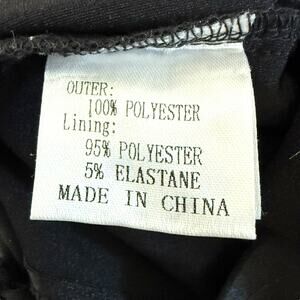 OUTER:
100% POLYESTER
Lining:
95% POLYESTER
5% ELASTANE
MADE IN CHINA